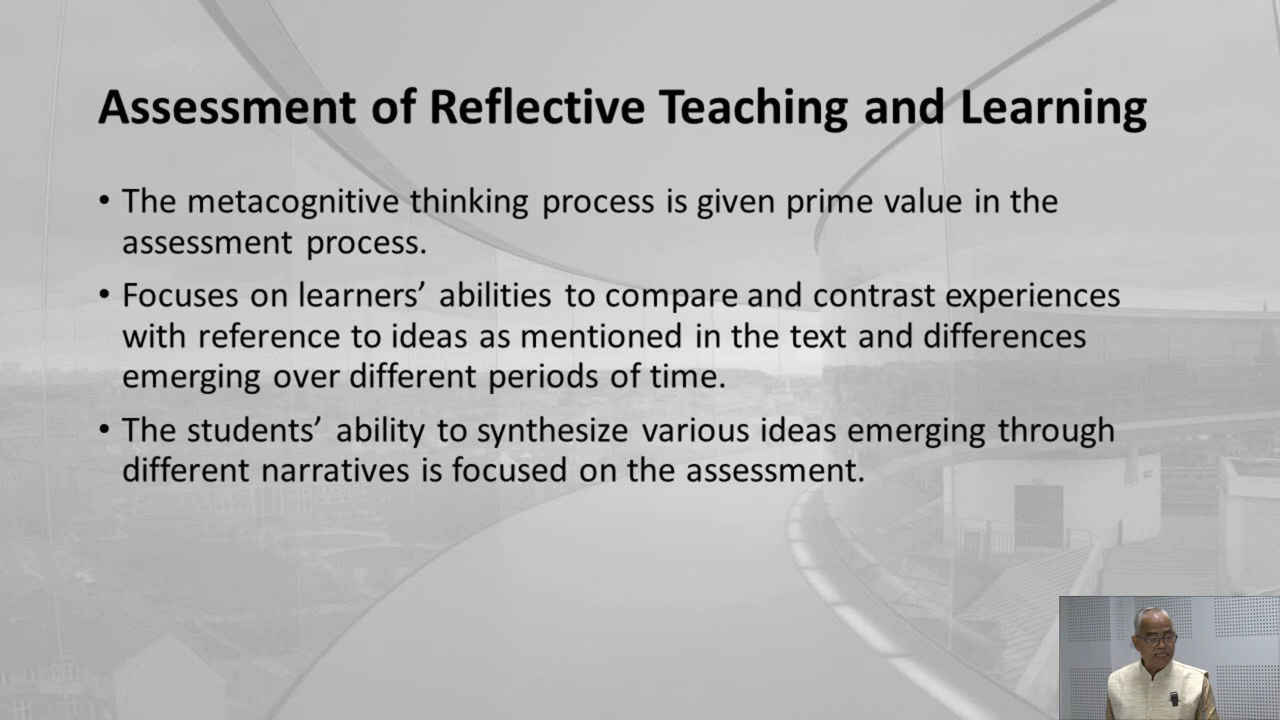 Assessment of Reflective Teaching and Learning
• The metacognitive thinking process is given prime value in the
assessment process.
• Focuses on learners’ abilities to compare and contrast experiences
with reference to ideas as mentioned in the text and differences
emerging over different periods of time.
• The students’ ability to synthesize various ideas emerging through
different narratives is focused on the assessment.